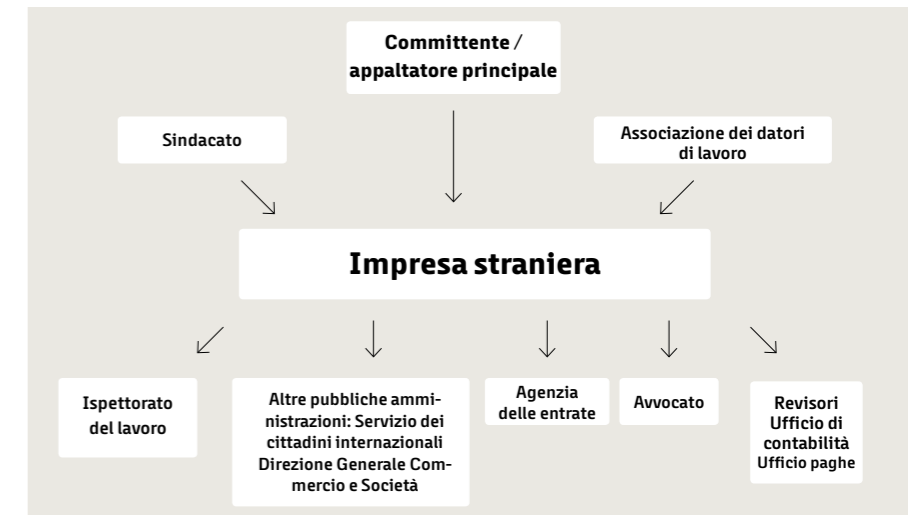 Committente /
appaltatore principale
Sindacato
Associazione dei datori
di lavoro
Impresa straniera
Ispettorato
del lavoro
Altre pubbliche ammi-
nistrazioni: Servizio dei
cittadini internazionali
Direzione Generale Com-
mercio e Società
Agenzia
delle entrate
Avvocato
Revisori
Ufficio di
contabilità
Ufficio paghe